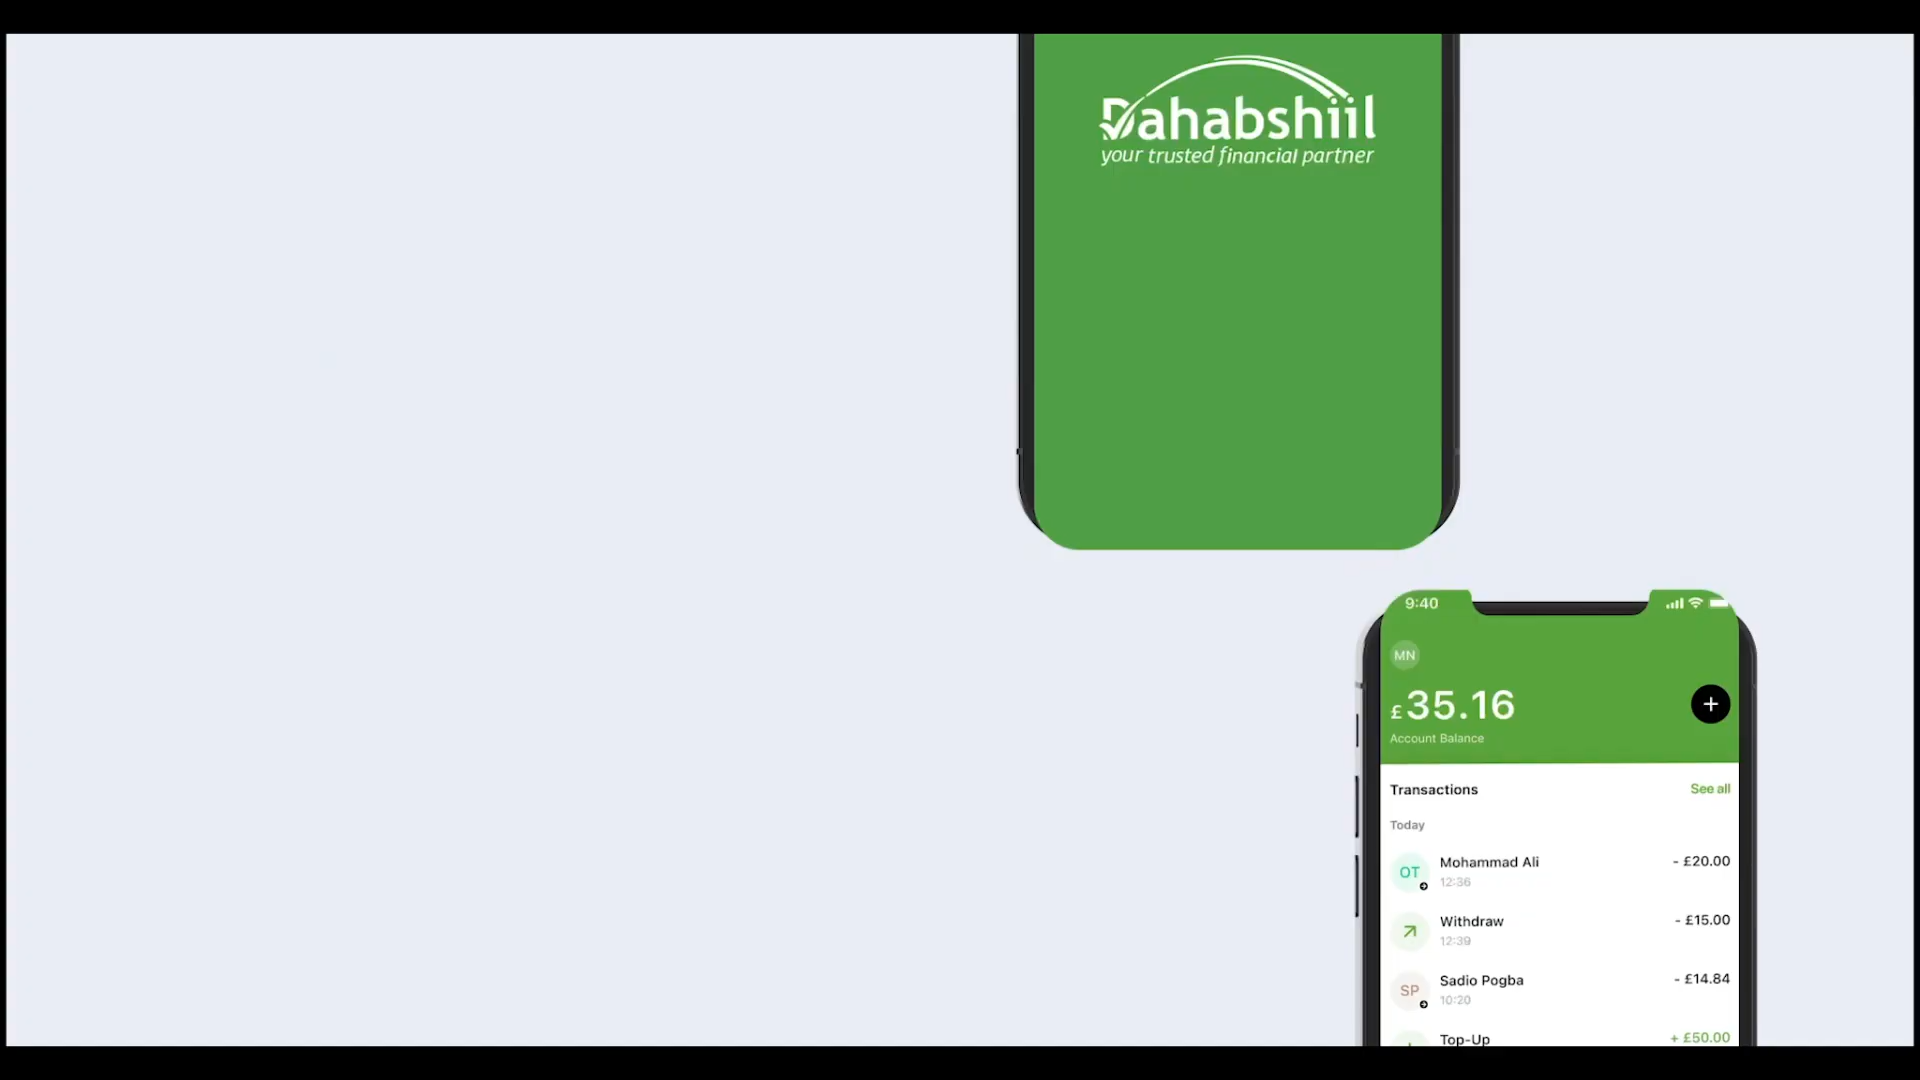 Dahabshiil
your trusted financial partner
9:40
MN
£35.16
Account Balance
Transactions
See all
Today
OT
Mohammad Ali
- £20.00
12:36
Withdraw
- £15.00
12:39
SP
Sadio Pogba
- £14.84
10:20
Top-Up
+ £50.00